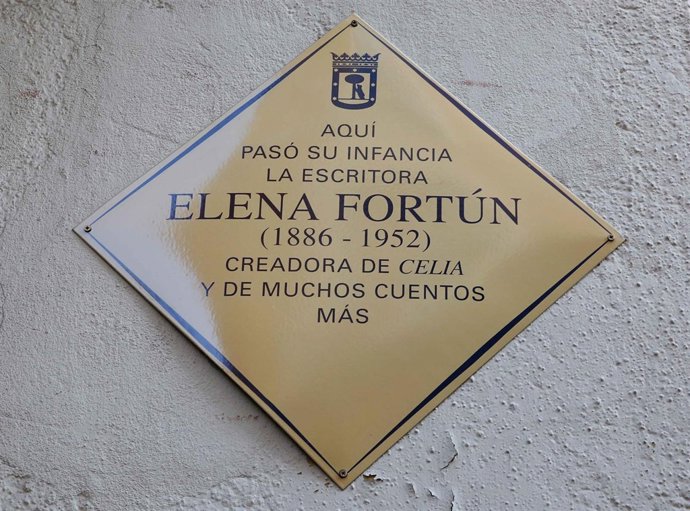 AQUÍ
PASÓ SU INFANCIA
LA ESCRITORA
ELENA FORTÚN
(1886 - 1952)
CREADORA DE CELIA
Y DE MUCHOS CUENTOS
MÁS